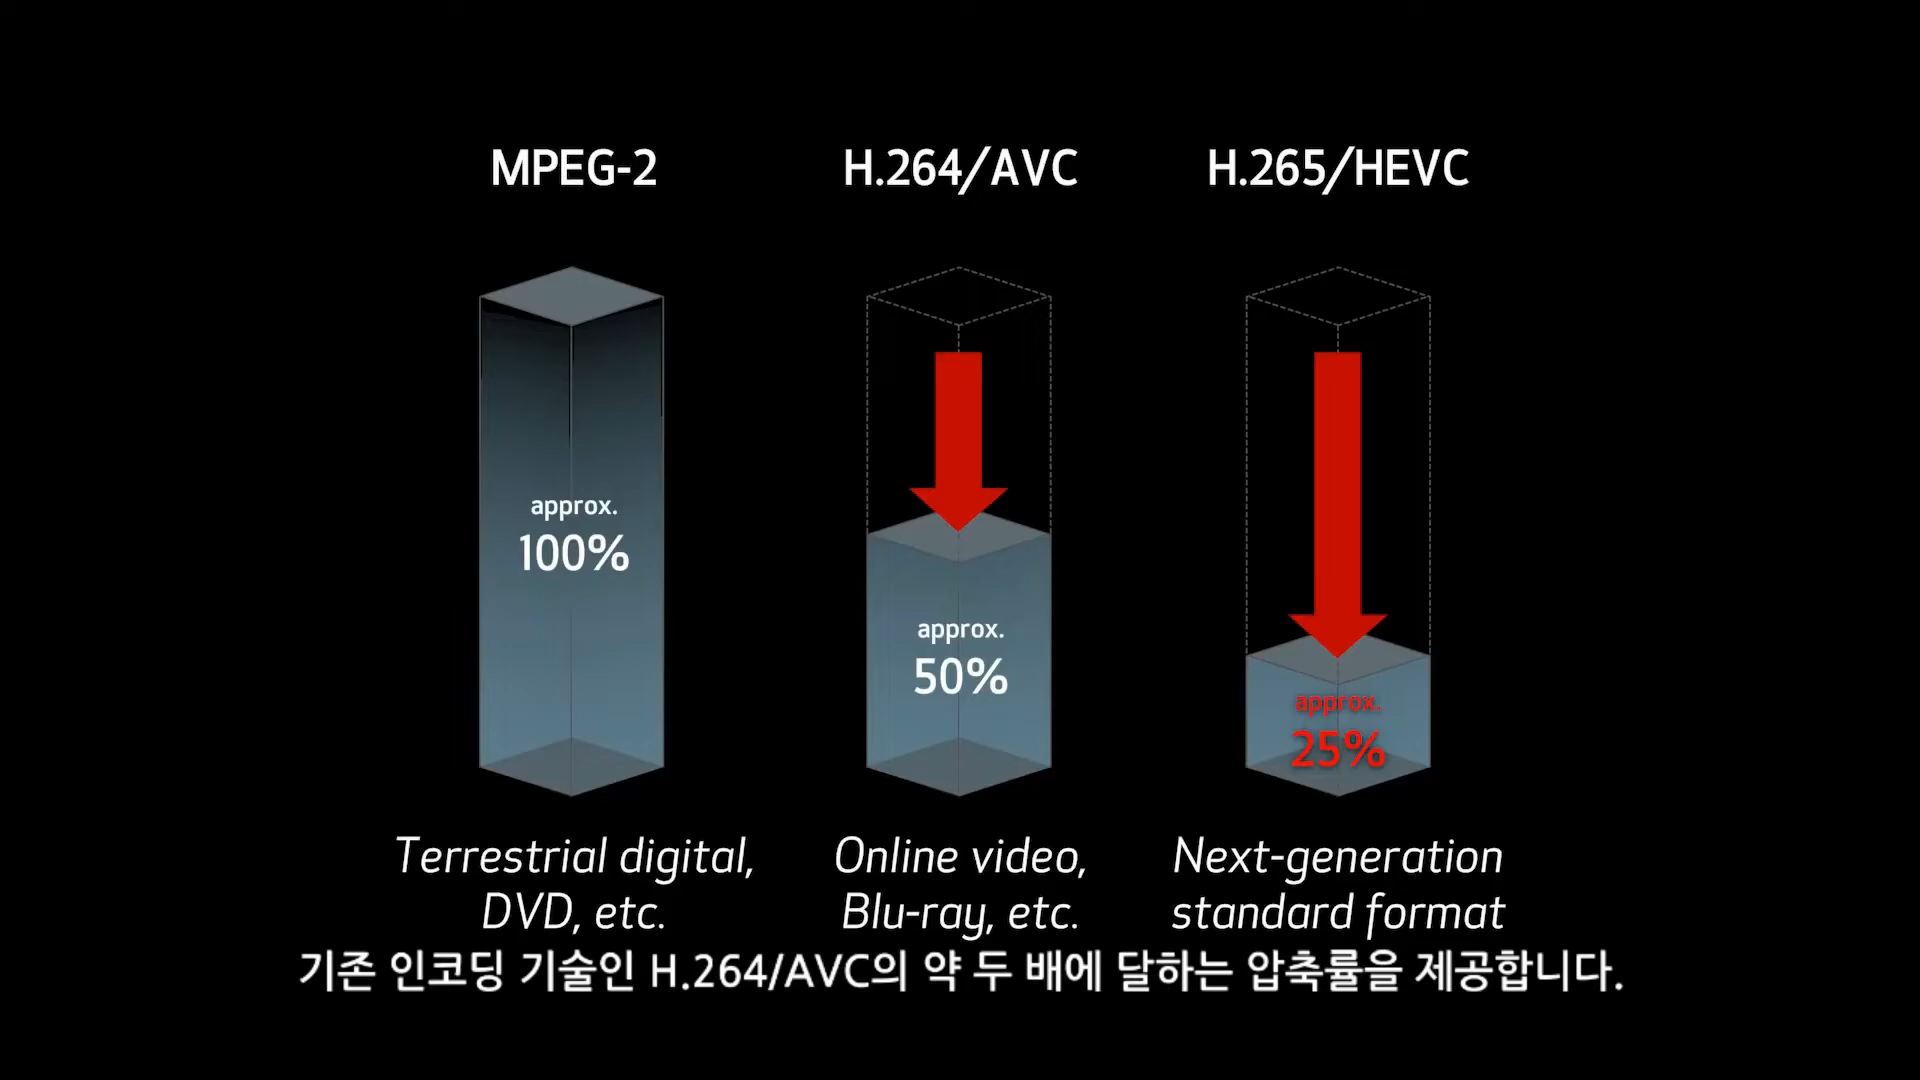 MPEG-2
H.264/AVC
H.265/HEVC
approx.
100%
approx.
50%
approx.
25%
Terrestrial digital,
DVD, etc.
Online video,
Blu-ray, etc.
Next-generation
standard format
기존 인코딩 기술인 H.264/AVC의 약 두 배에 달하는 압축률을 제공합니다.